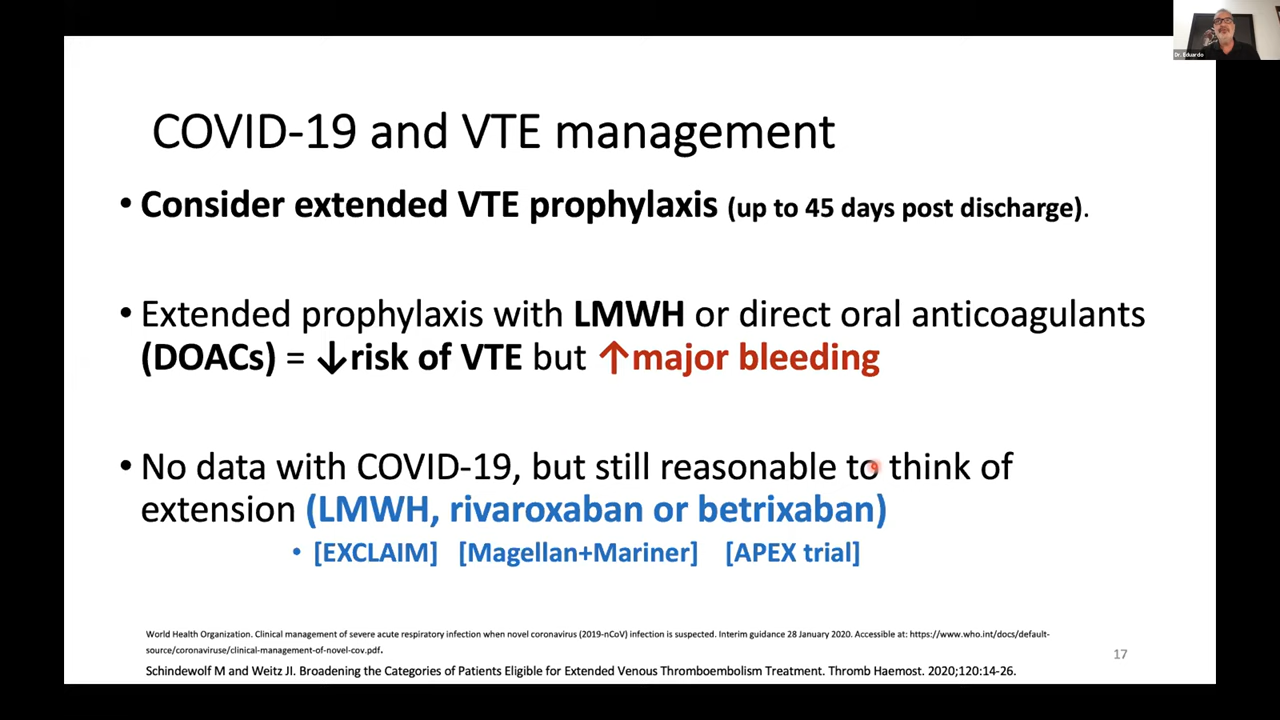 Dr. Eduardo
COVID-19 and VTE management
• Consider extended VTE prophylaxis (up to 45 days post discharge).
• Extended prophylaxis with LMWH or direct oral anticoagulants
(DOACs) = ↓risk of VTE but ↑major bleeding
• No data with COVID-19, but still reasonable to think of
extension (LMWH, rivaroxaban or betrixaban)
• [EXCLAIM] [Magellan+Mariner] [APEX trial]
World Health Organization. Clinical management of severe acute respiratory infection when novel coronavirus (2019-nCoV) infection is suspected. Interim guidance 28 January 2020. Accessible at: https://www.who.int/docs/default-
source/coronaviruse/clinical-management-of-novel-cov.pdf.
17
Schindewolf M and Weitz JI. Broadening the Categories of Patients Eligible for Extended Venous Thromboembolism Treatment. Thromb Haemost. 2020;120:14-26.